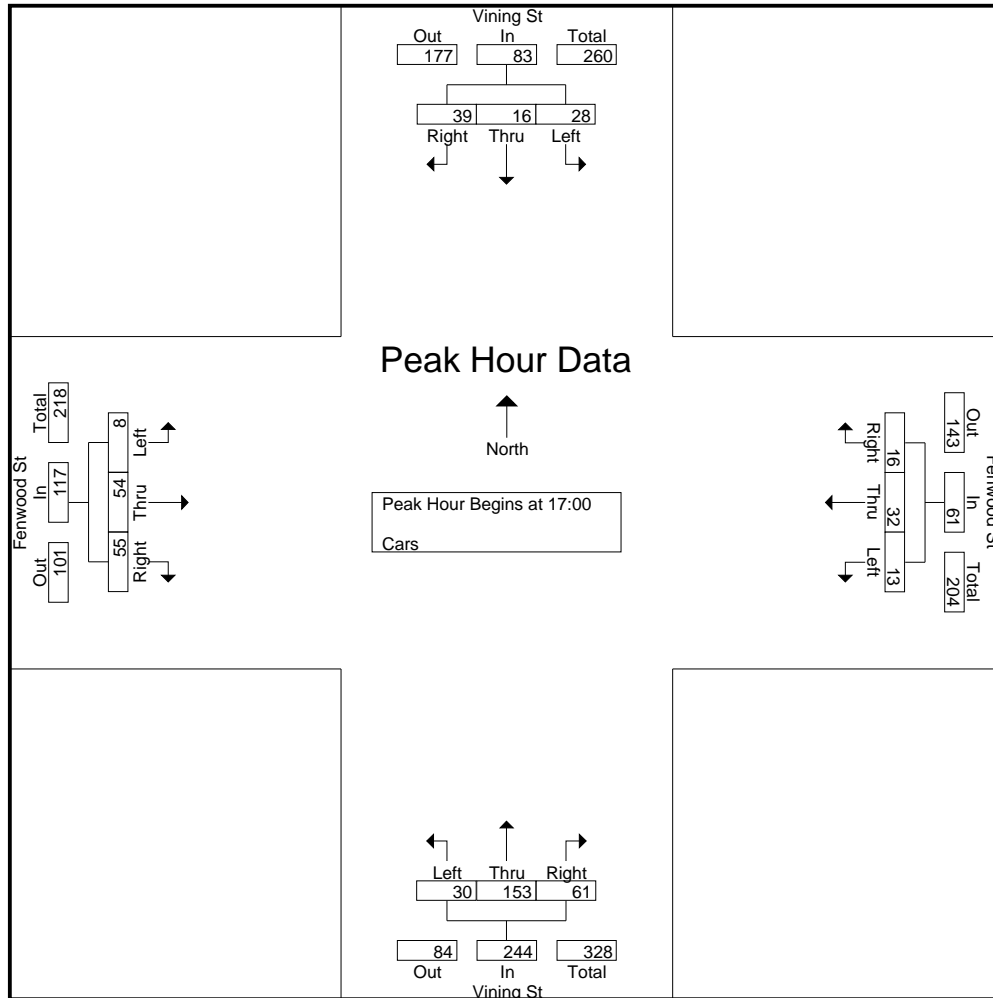 Vining St
Out In Total
177 83 260
39 16 28
Right Thru Left
Peak Hour Data
North
Peak Hour Begins at 17:00
Cars
Fenwood St
Total In Out
218 117 101
8 54 55
Left Thru Right
Right Thru Left
16 32 13
Out In Total
143 61 204
Fenwood St
Left Thru Right
30 153 61
84 244 328
Out In Total
Vining St